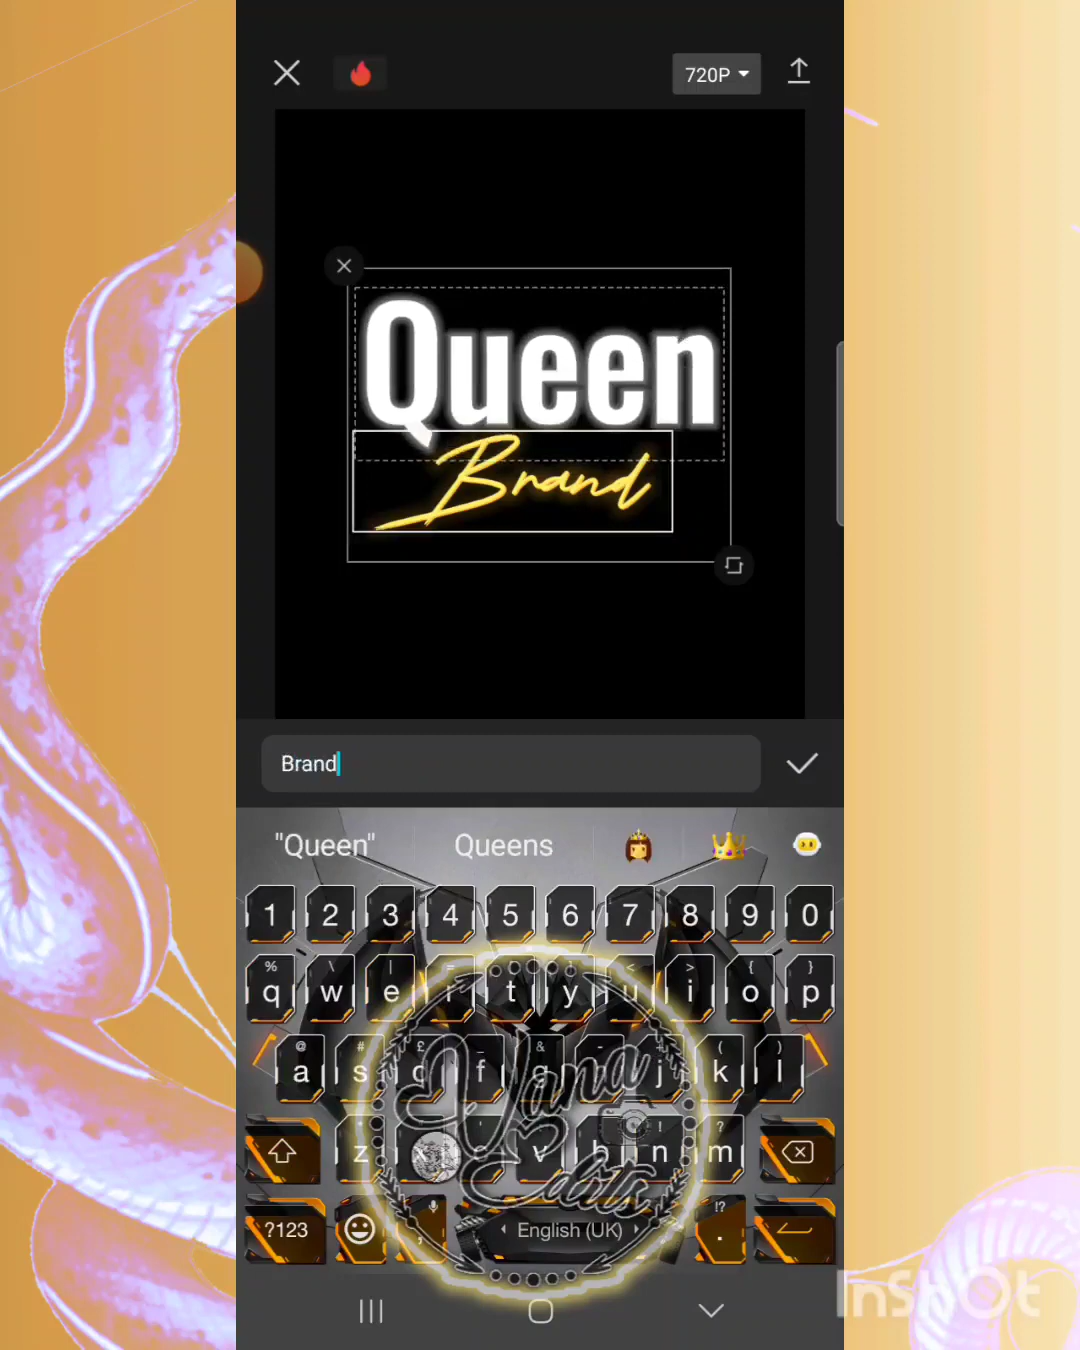 720P
Queen
Brand
Brand
"Queen" Queens
1 2 3 4 5 6 7 8 9 0
% \ | = < > { }
q w e r t y u i o p
@ # £ _ & - + ( )
a s d f g j k l
z x c v b n m
?123 , English (UK) .
Nana
Edits
InShOt